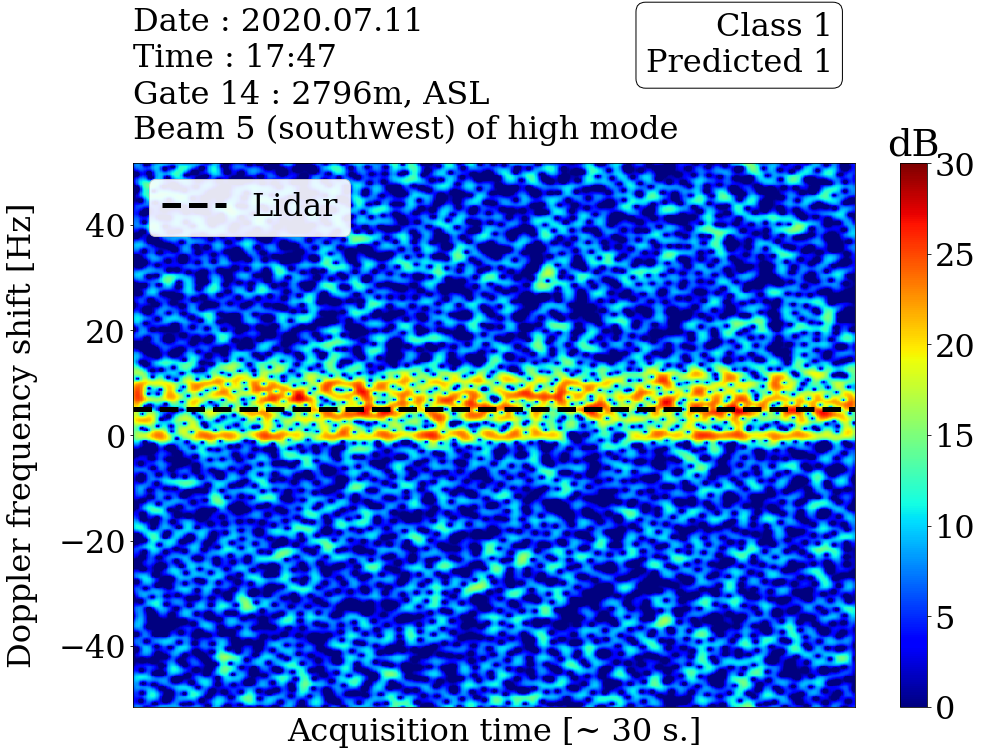 Date : 2020.07.11
Time : 17:47
Gate 14 : 2796m, ASL
Beam 5 (southwest) of high mode
Class 1
Predicted 1
dB
Lidar
Doppler frequency shift [Hz]
40
20
0
−20
−40
Acquisition time [~ 30 s.]
30
25
20
15
10
5
0